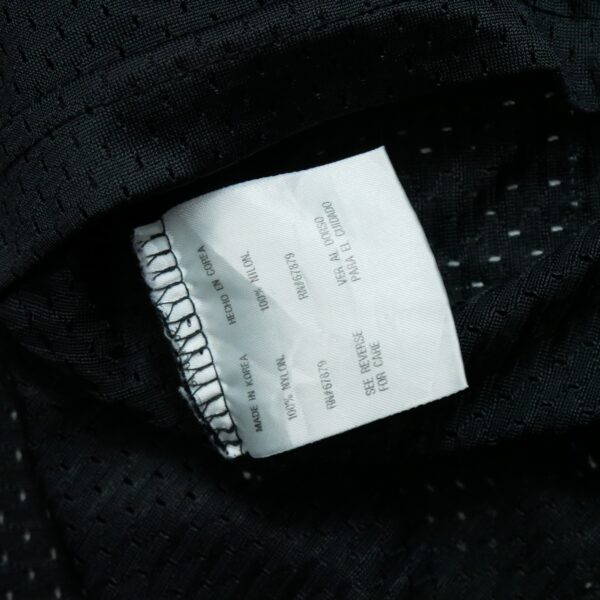 MADE IN KOREA
100% NYLON.
RN#67879
SEE REVERSE
FOR CARE
HECHO EN COREA
100% NILON.
RN#67879
VER AL DORSO
PARA EL CUIDADO